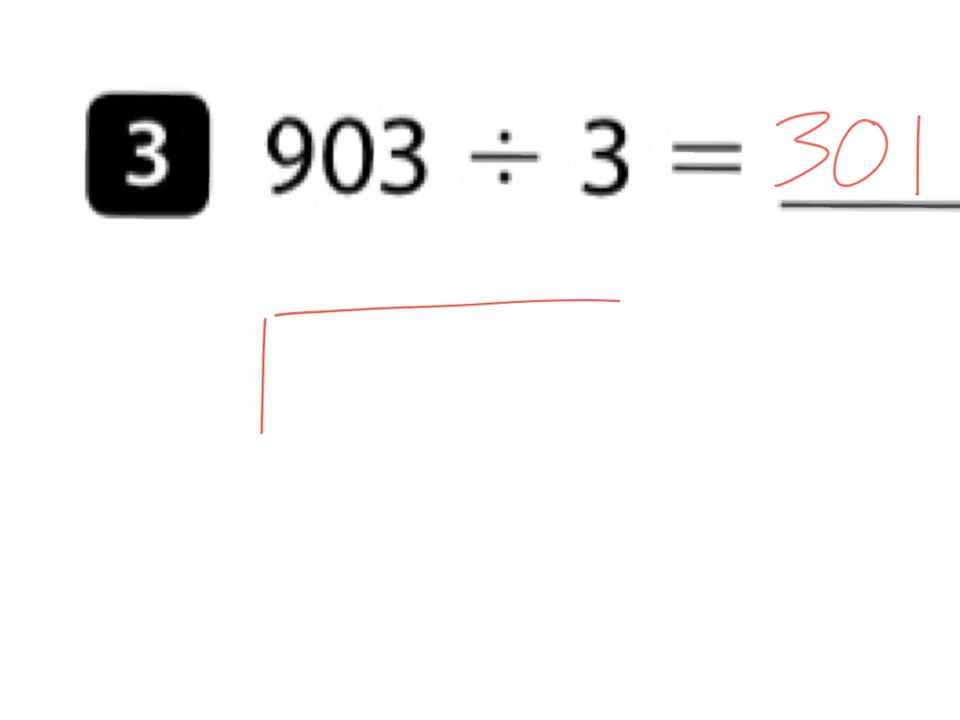 3 903 ÷ 3 = 301